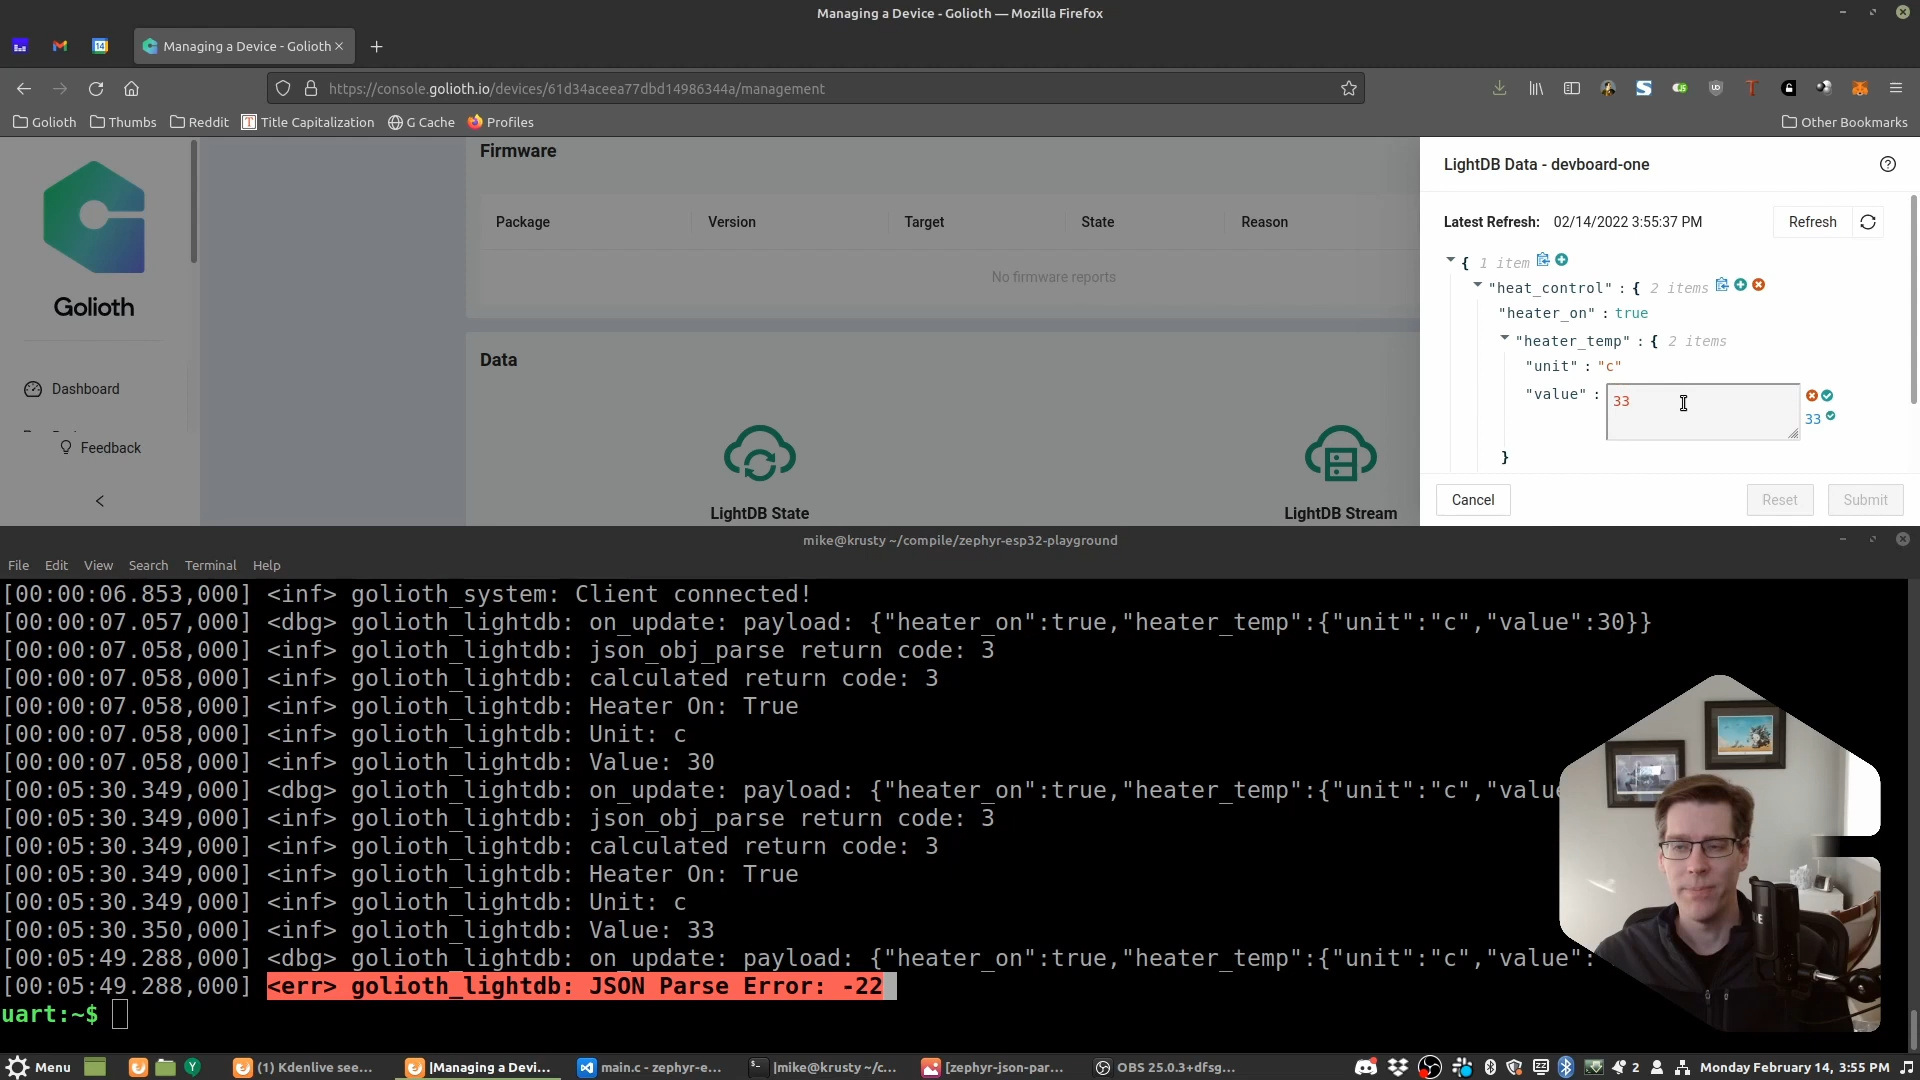 Managing a Device - Golioth — Mozilla Firefox
Managing a Device - Golioth
https://console.golioth.io/devices/61d34aceea77dbd14986344a/management
Golioth
Thumbs
Reddit
Title Capitalization
G Cache
Profiles
Other Bookmarks
Golioth
Dashboard
Feedback
Firmware
Package
Version
Target
State
Reason
No firmware reports
Data
LightDB State
LightDB Stream
LightDB Data - devboard-one
Latest Refresh: 02/14/2022 3:55:37 PM
Refresh
{ 1 item
"heat_control" : { 2 items
"heater_on" : true
"heater_temp" : { 2 items
"unit" : "c"
"value" : 33
33
}
Cancel
Reset
Submit
mike@krusty ~/compile/zephyr-esp32-playground
File Edit View Search Terminal Help
[00:00:06.853,000] <inf> golioth_system: Client connected!
[00:00:07.057,000] <dbg> golioth_lightdb: on_update: payload: {"heater_on":true,"heater_temp":{"unit":"c","value":30}}
[00:00:07.058,000] <inf> golioth_lightdb: json_obj_parse return code: 3
[00:00:07.058,000] <inf> golioth_lightdb: calculated return code: 3
[00:00:07.058,000] <inf> golioth_lightdb: Heater On: True
[00:00:07.058,000] <inf> golioth_lightdb: Unit: c
[00:00:07.058,000] <inf> golioth_lightdb: Value: 30
[00:05:30.349,000] <dbg> golioth_lightdb: on_update: payload: {"heater_on":true,"heater_temp":{"unit":"c","value
[00:05:30.349,000] <inf> golioth_lightdb: json_obj_parse return code: 3
[00:05:30.349,000] <inf> golioth_lightdb: calculated return code: 3
[00:05:30.349,000] <inf> golioth_lightdb: Heater On: True
[00:05:30.349,000] <inf> golioth_lightdb: Unit: c
[00:05:30.350,000] <inf> golioth_lightdb: Value: 33
[00:05:49.288,000] <dbg> golioth_lightdb: on_update: payload: {"heater_on":true,"heater_temp":{"unit":"c","value":
[00:05:49.288,000] <err> golioth_lightdb: JSON Parse Error: -22
uart:~$
Menu
(1) Kdenlive see...
|Managing a Devi...
main.c - zephyr-e...
|mike@krusty ~/c...
[zephyr-json-par...
OBS 25.0.3+dfsg...
2
Monday February 14, 3:55 PM